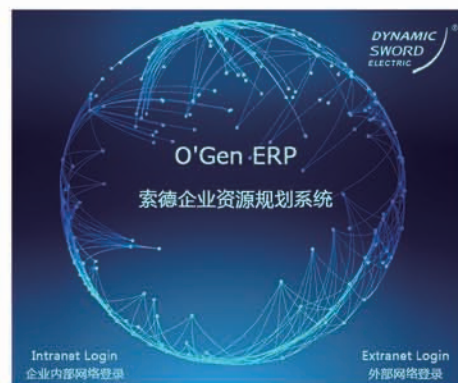 DYNAMIC ®
SWORD
ELECTRIC
O'Gen ERP
索德企业资源规划系统
Intranet Login
企业内部网络登录
Extranet Login
外部网络登录